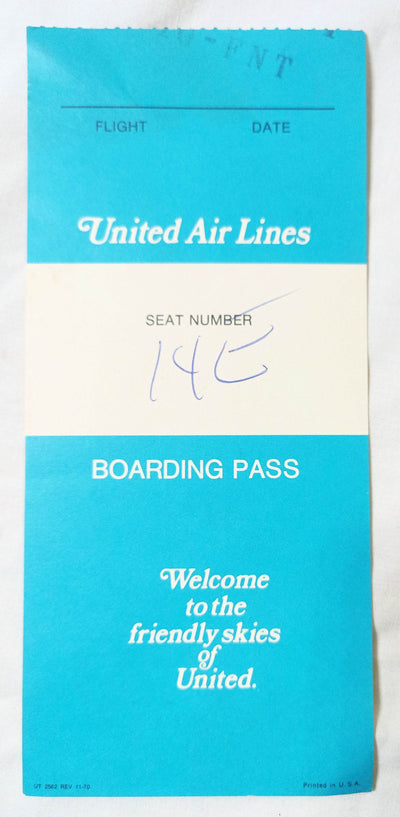 FNT
FLIGHT DATE
United Air Lines
SEAT NUMBER
14E
BOARDING PASS
Welcome
to the
friendly skies
of
United.
UT 2562 REV 11-70 Printed in U.S.A.